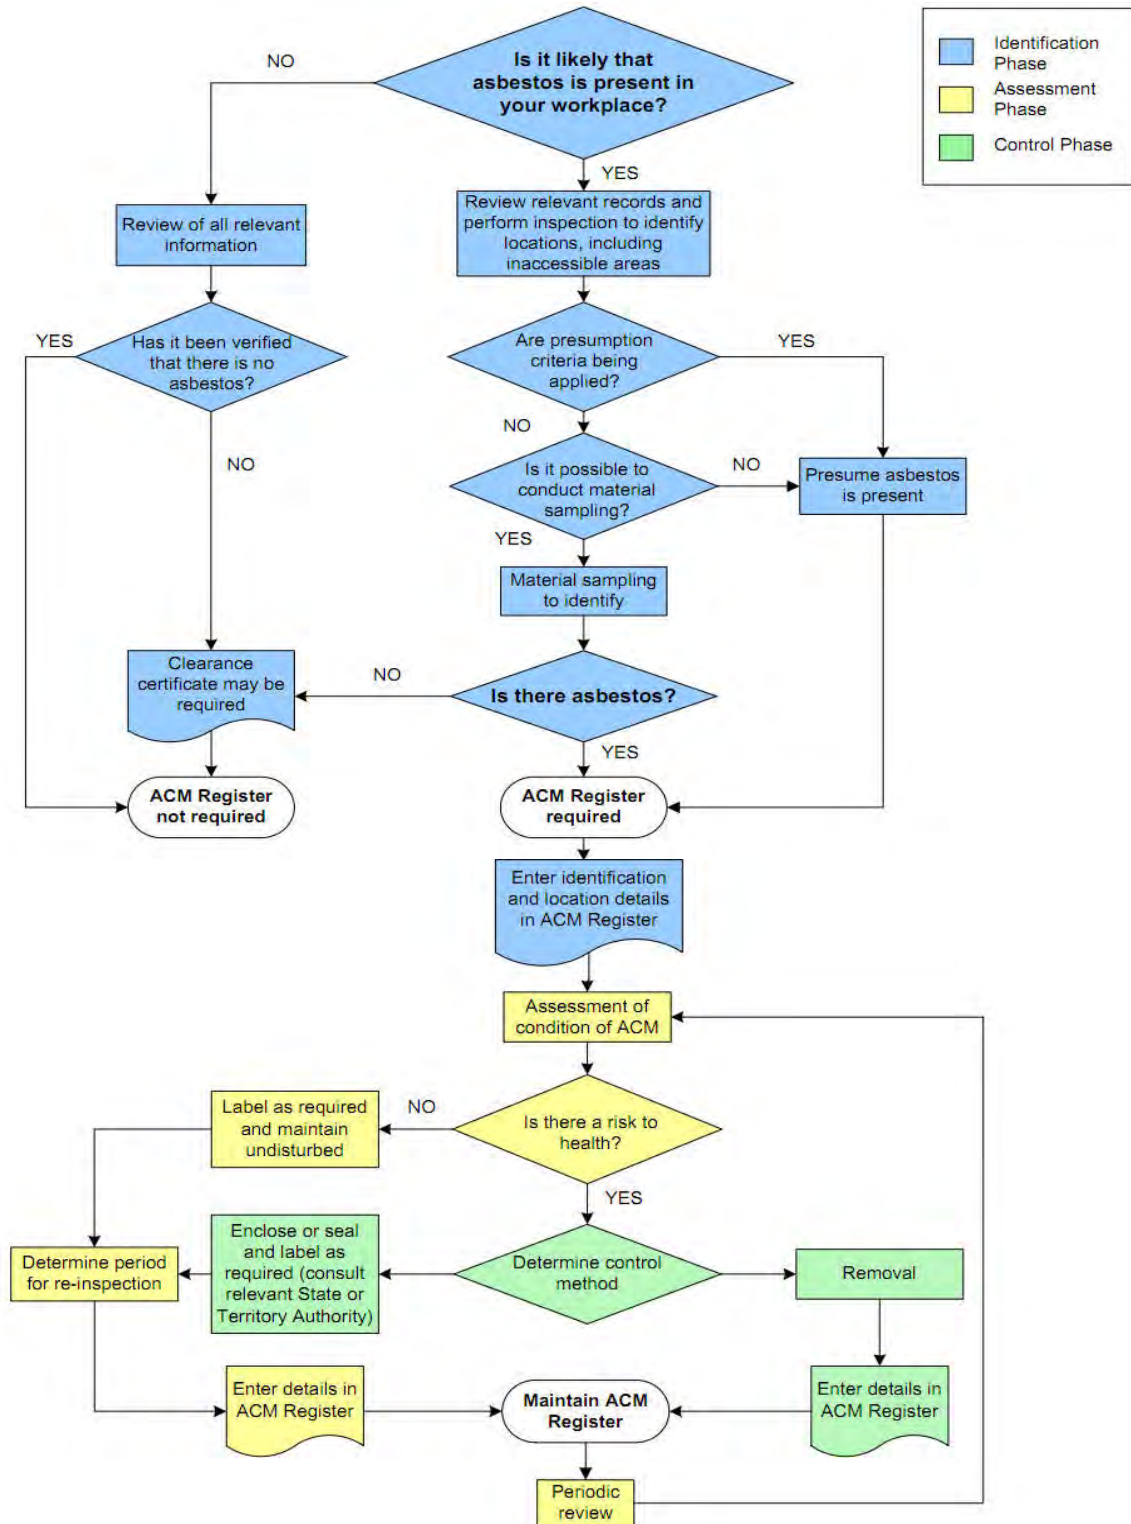 Is it likely that
asbestos is present in
your workplace?
NO
YES
Identification
Phase
Assessment
Phase
Control Phase
Review of all relevant
information
Review relevant records and
perform inspection to identify
locations, including
inaccessible areas
YES
Has it been verified
that there is no
asbestos?
NO
Are presumption
criteria being
applied?
YES
NO
Is it possible to
conduct material
sampling?
NO
Presume asbestos
is present
YES
Material sampling
to identify
Clearance
certificate may be
required
NO
Is there asbestos?
YES
ACM Register
not required
ACM Register
required
Enter identification
and location details
in ACM Register
Assessment of
condition of ACM
Label as required
and maintain
undisturbed
NO
Is there a risk to
health?
YES
Determine period
for re-inspection
Enclose or seal
and label as
required (consult
relevant State or
Territory Authority)
Determine control
method
Removal
Enter details in
ACM Register
Maintain ACM
Register
Enter details in
ACM Register
Periodic
review